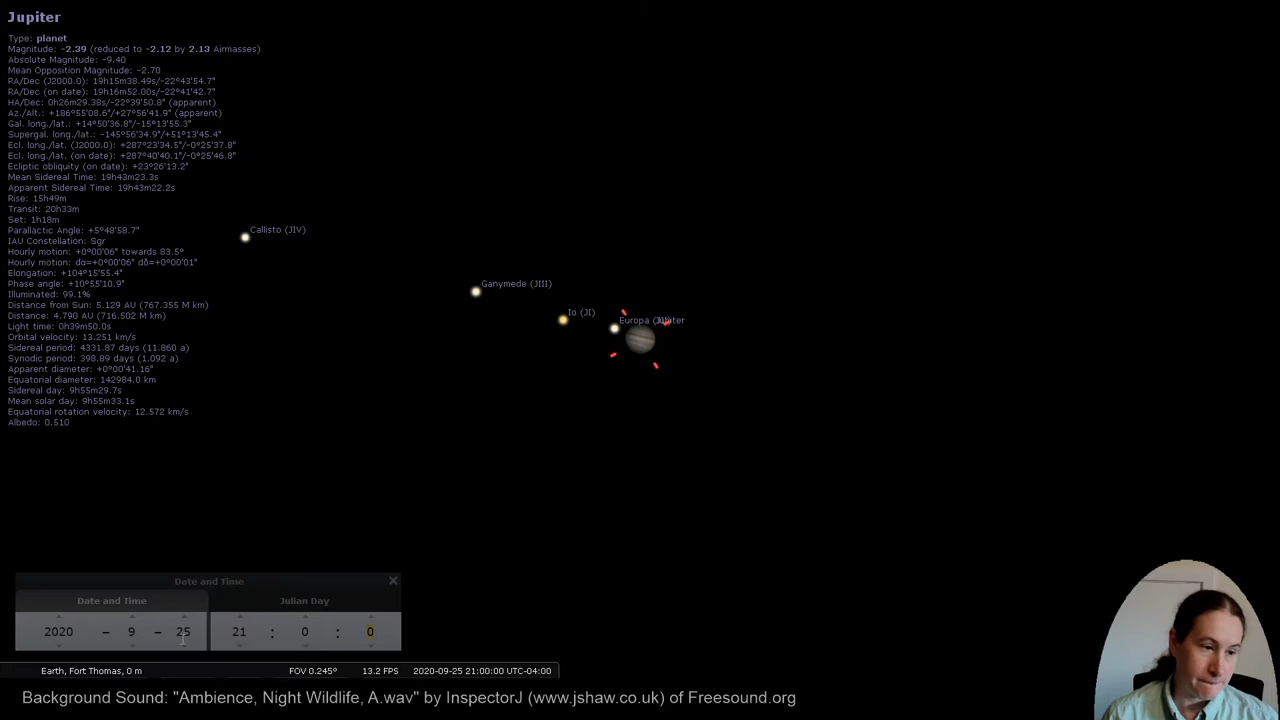 Jupiter
Type: planet
Magnitude: -2.39 (reduced to -2.12 by 2.13 Airmasses)
Absolute Magnitude: -9.40
Mean Opposition Magnitude: -2.70
RA/Dec (J2000.0): 19h15m38.49s/-22°43'54.7"
RA/Dec (on date): 19h16m52.00s/-22°41'42.7"
HA/Dec: 0h26m29.38s/-22°39'50.8" (apparent)
Az./Alt.: +186°55'08.6"/+27°56'41.9" (apparent)
Gal. long./lat.: +14°50'36.8"/-15°13'55.3"
Supergal. long./lat.: -145°56'34.9"/+51°13'45.4"
Ecl. long./lat. (J2000.0): +287°23'34.5"/-0°25'37.8"
Ecl. long./lat. (on date): +287°40'40.1"/-0°25'46.8"
Ecliptic obliquity (on date): +23°26'13.2"
Mean Sidereal Time: 19h43m23.3s
Apparent Sidereal Time: 19h43m22.2s
Rise: 15h49m
Transit: 20h33m
Set: 1h18m
Parallactic Angle: +5°48'58.7"
IAU Constellation: Sgr
Hourly motion: +0°00'06" towards 83.5°
Hourly motion: dα=+0°00'06" dδ=+0°00'01"
Elongation: +104°15'55.4"
Phase angle: +10°55'10.9"
Illuminated: 99.1%
Distance from Sun: 5.129 AU (767.355 M km)
Distance: 4.790 AU (716.502 M km)
Light time: 0h39m50.0s
Orbital velocity: 13.251 km/s
Sidereal period: 4331.87 days (11.860 a)
Synodic period: 398.89 days (1.092 a)
Apparent diameter: +0°00'41.16"
Equatorial diameter: 142984.0 km
Sidereal day: 9h55m29.7s
Mean solar day: 9h55m33.1s
Equatorial rotation velocity: 12.572 km/s
Albedo: 0.510
Callisto (JIV)
Ganymede (JIII)
Io (JI)
Europa
Date and Time ×
Date and Time Julian Day
2020 - 9 - 25 21 : 0 : 0
Earth, Fort Thomas, 0 m FOV 0.245° 13.2 FPS 2020-09-25 21:00:00 UTC-04:00
Background Sound: "Ambience, Night Wildlife, A.wav" by InspectorJ (www.jshaw.co.uk) of Freesound.org